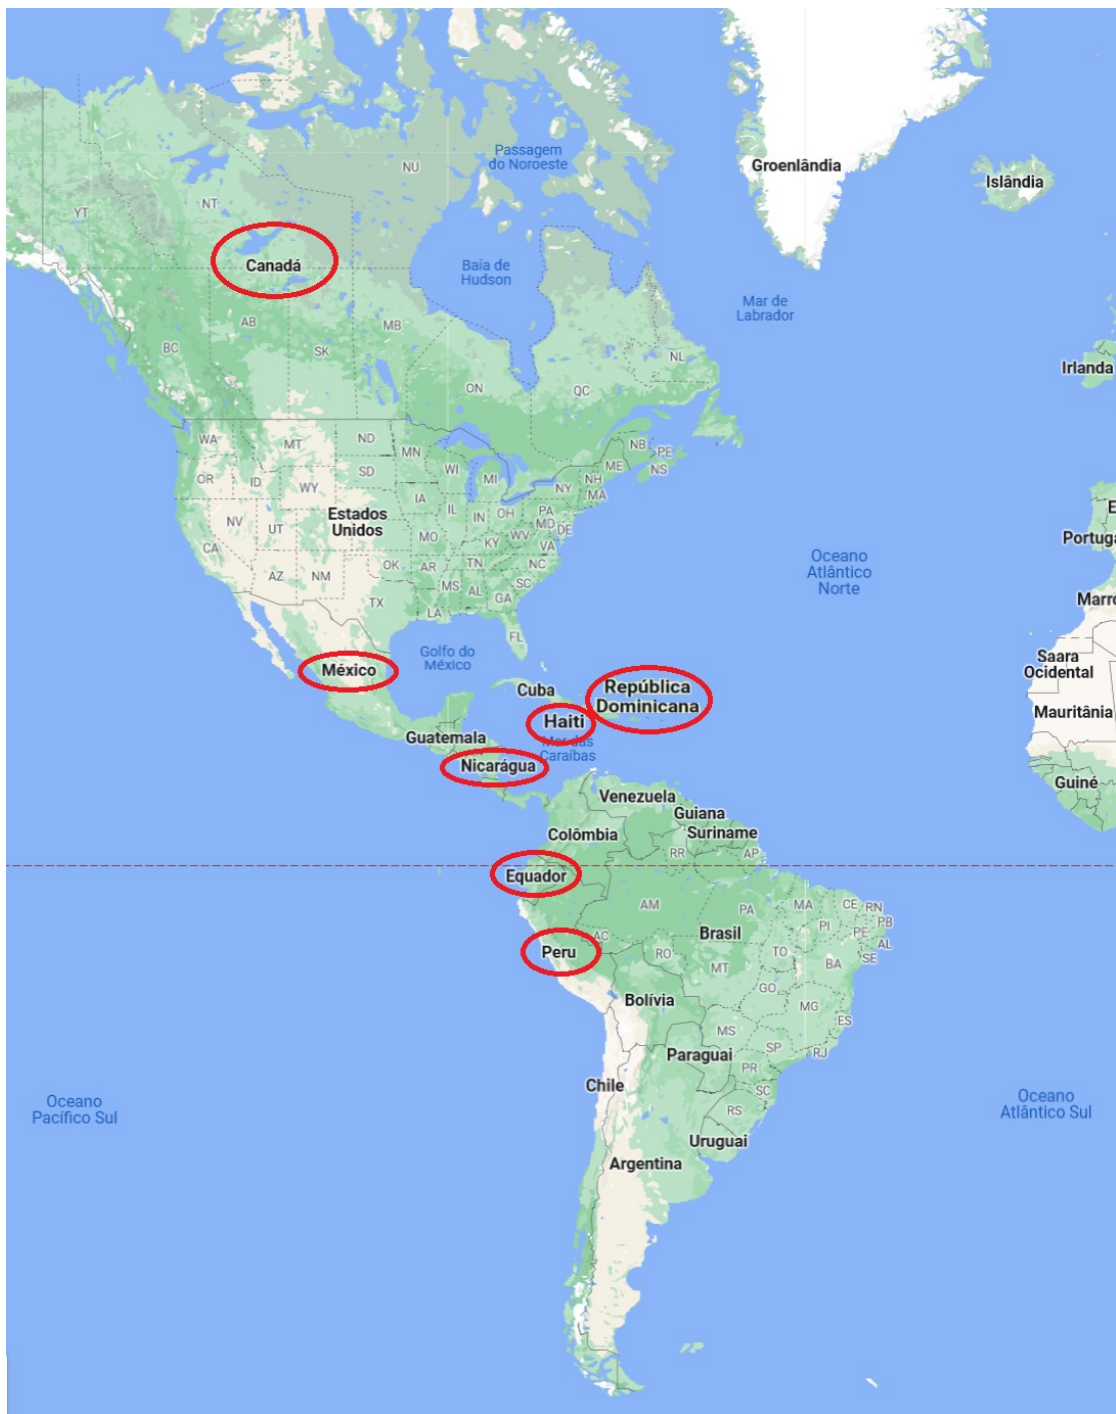 Passagem
do Noroeste
NU
Groenlândia
Islândia
NT
YT
Canadá
Baía de
Hudson
Mar de
Labrador
AB
MB
BC
SK
NL
Irlanda
ON
QC
WA
MT
ND
MN
NB
PE
NS
OR
ID
SD
WI
MI
ME
NH
WY
IA
NY
MA
Estados
Unidos
NV
UT
IL
IN
OH
PA
MD
DE
E
Portuga
CA
MO
KY
WV
VA
AZ
NM
OK
AR
TN
NC
MS
AL
SC
GA
TX
LA
FL
Oceano
Atlântico
Norte
Marro
Golfo do
México
México
Saara
Ocidental
Cuba
República
Dominicana
Haiti
Mauritânia
Guatemala
Mar das
Caraíbas
Nicarágua
Guiné
Venezuela
Guiana
Suriname
Colômbia
RR
AP
Equador
AM
PA
MA
CE
RN
PB
PI
PE
AL
SE
Brasil
AC
Peru
RO
TO
MT
BA
GO
Bolívia
MG
ES
MS
SP
RJ
Paraguai
PR
Chile
SC
RS
Oceano
Pacífico Sul
Oceano
Atlântico Sul
Uruguai
Argentina